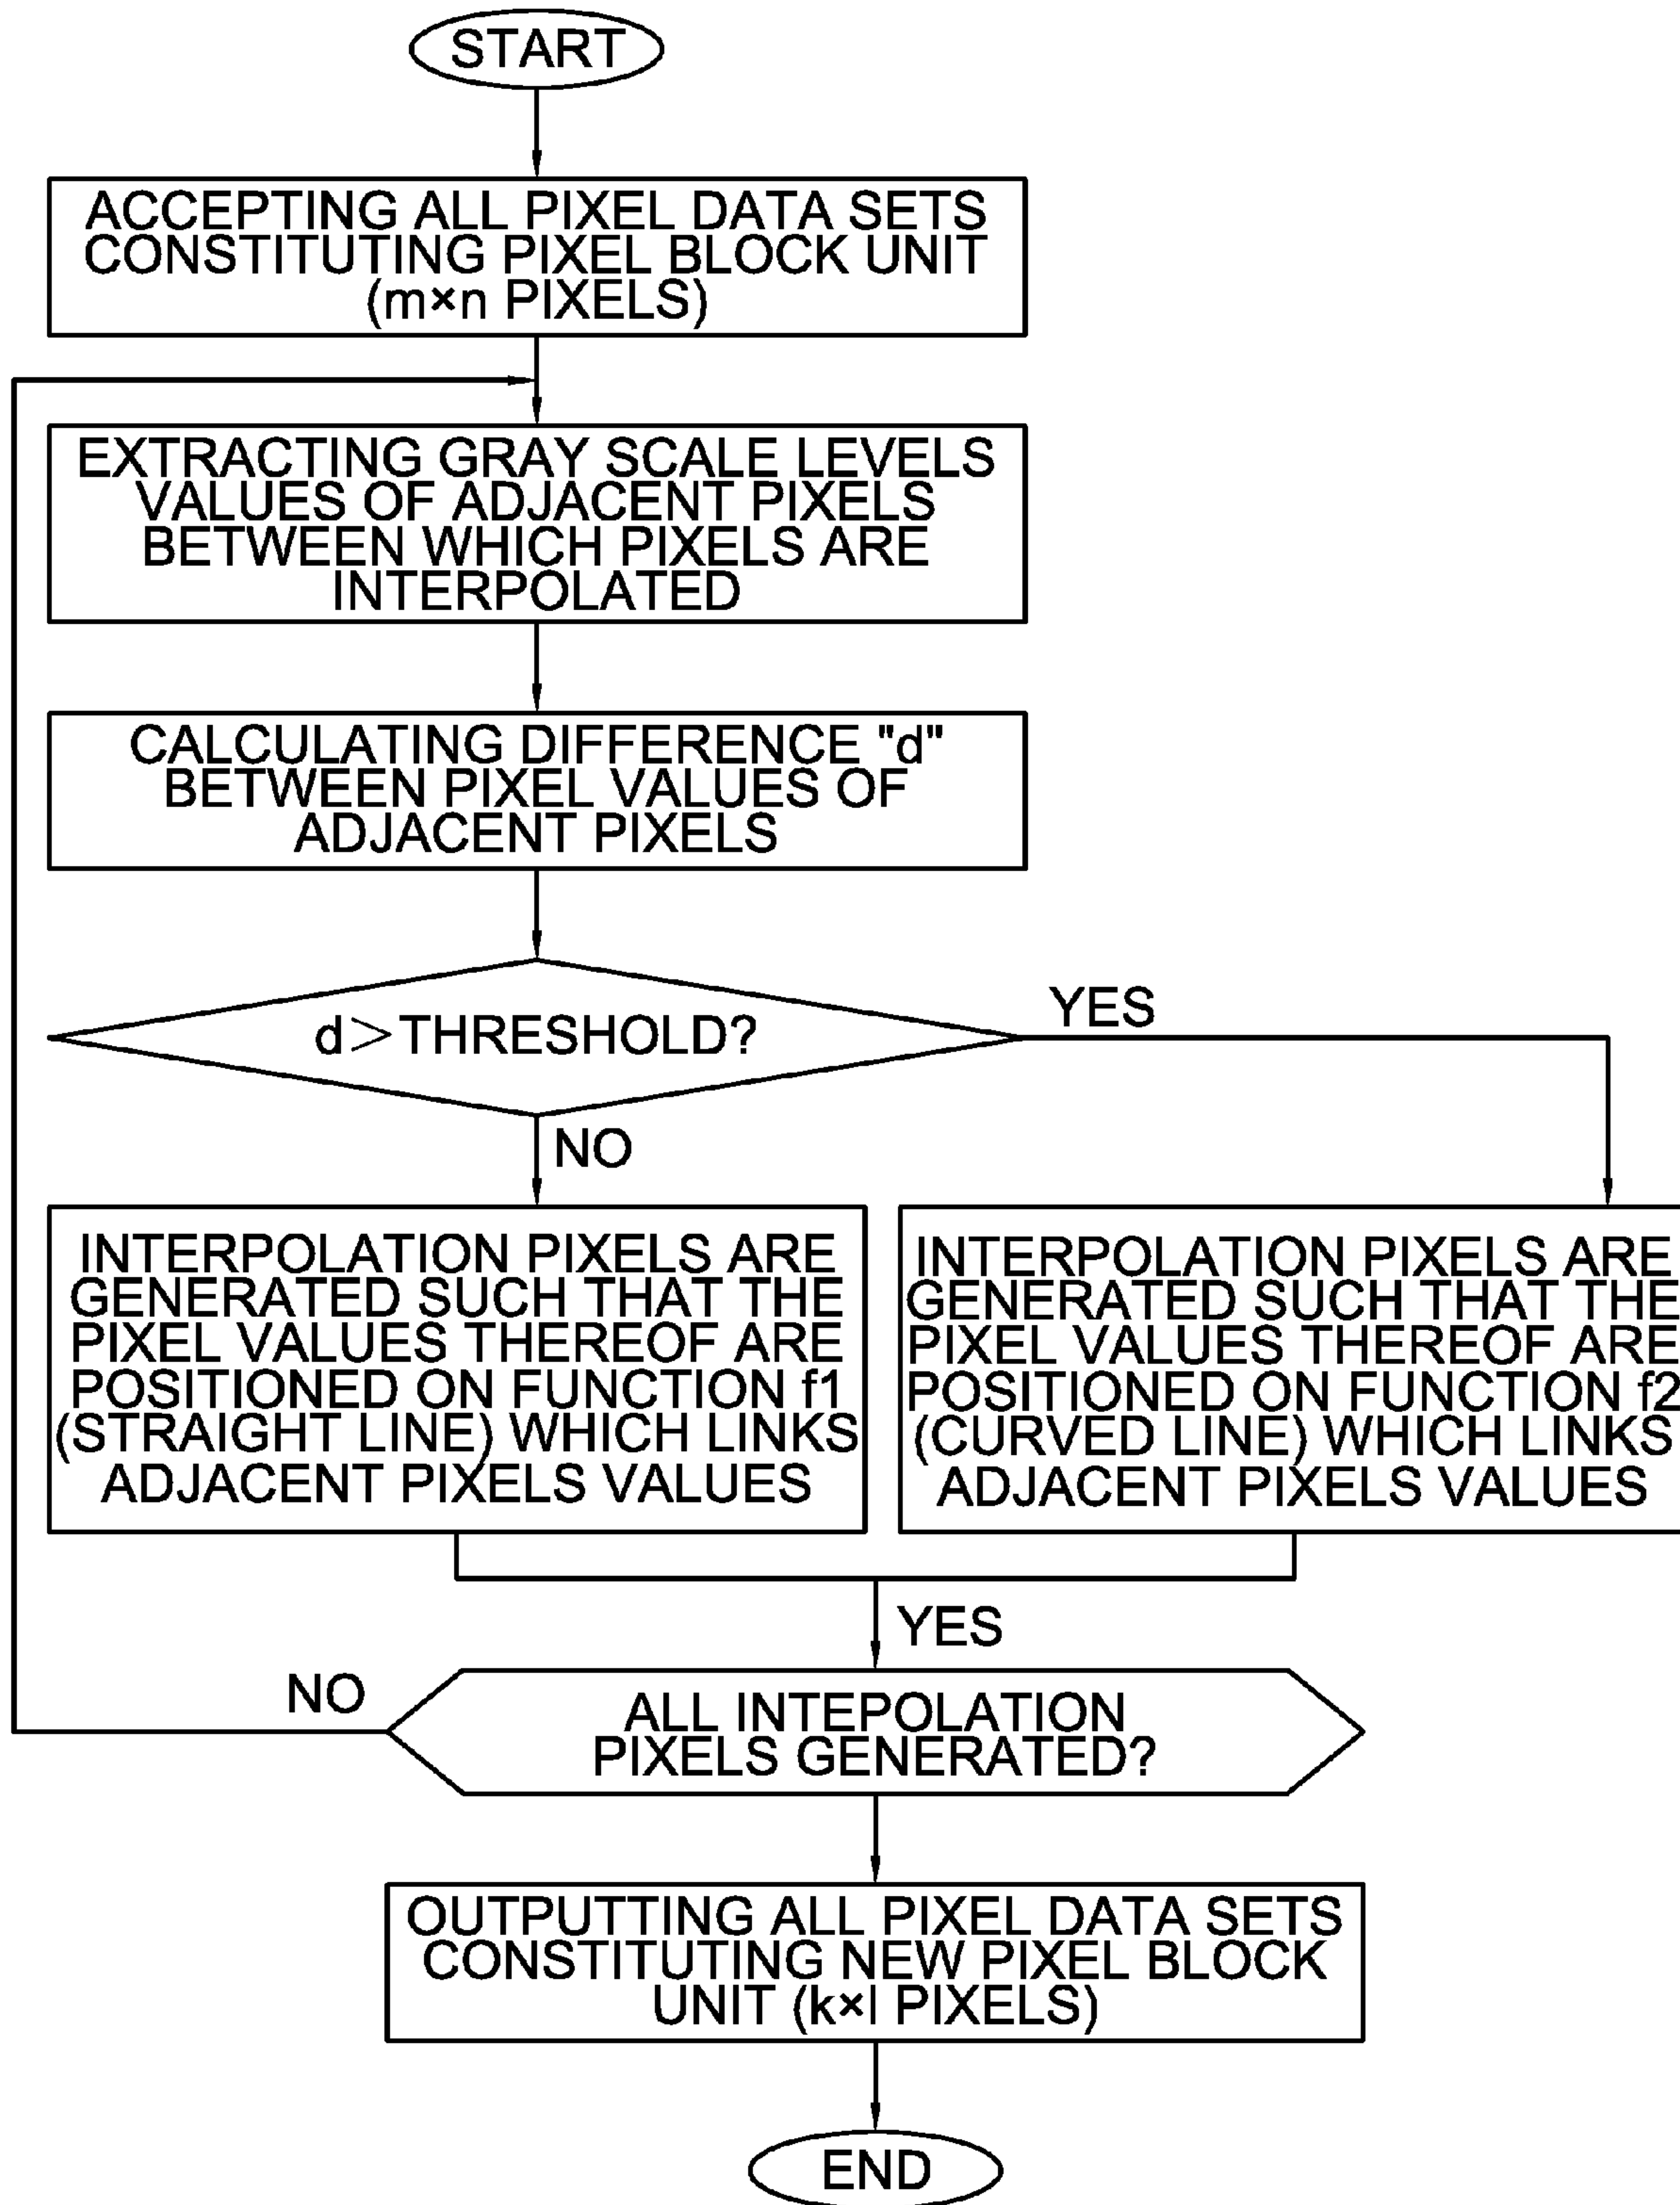 START
ACCEPTING ALL PIXEL DATA SETS
CONSTITUTING PIXEL BLOCK UNIT
(m×n PIXELS)
EXTRACTING GRAY SCALE LEVELS
VALUES OF ADJACENT PIXELS
BETWEEN WHICH PIXELS ARE
INTERPOLATED
CALCULATING DIFFERENCE "d"
BETWEEN PIXEL VALUES OF
ADJACENT PIXELS
d>THRESHOLD?
YES
NO
INTERPOLATION PIXELS ARE
GENERATED SUCH THAT THE
PIXEL VALUES THEREOF ARE
POSITIONED ON FUNCTION f1
(STRAIGHT LINE) WHICH LINKS
ADJACENT PIXELS VALUES
INTERPOLATION PIXELS ARE
GENERATED SUCH THAT THE
PIXEL VALUES THEREOF ARE
POSITIONED ON FUNCTION f2
(CURVED LINE) WHICH LINKS
ADJACENT PIXELS VALUES
YES
NO
ALL INTEPOLATION
PIXELS GENERATED?
OUTPUTTING ALL PIXEL DATA SETS
CONSTITUTING NEW PIXEL BLOCK
UNIT (k×l PIXELS)
END